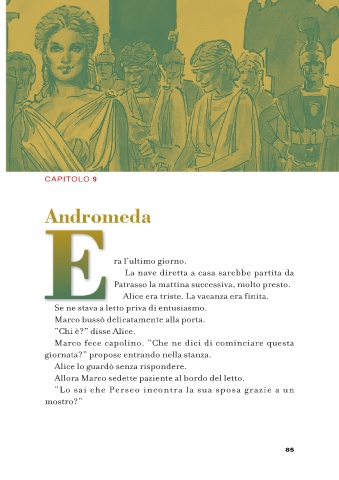 CAPITOLO 9
Andromeda
Era l'ultimo giorno.
La nave diretta a casa sarebbe partita da
Patrasso la mattina successiva, molto presto.
Alice era triste. La vacanza era finita.
Se ne stava a letto priva di entusiasmo.
Marco bussò delicatamente alla porta.
"Chi è?" disse Alice.
Marco fece capolino. "Che ne dici di cominciare questa
giornata?" propose entrando nella stanza.
Alice lo guardò senza rispondere.
Allora Marco sedette paziente al bordo del letto.
"Lo sai che Perseo incontra la sua sposa grazie a un
mostro?"
85